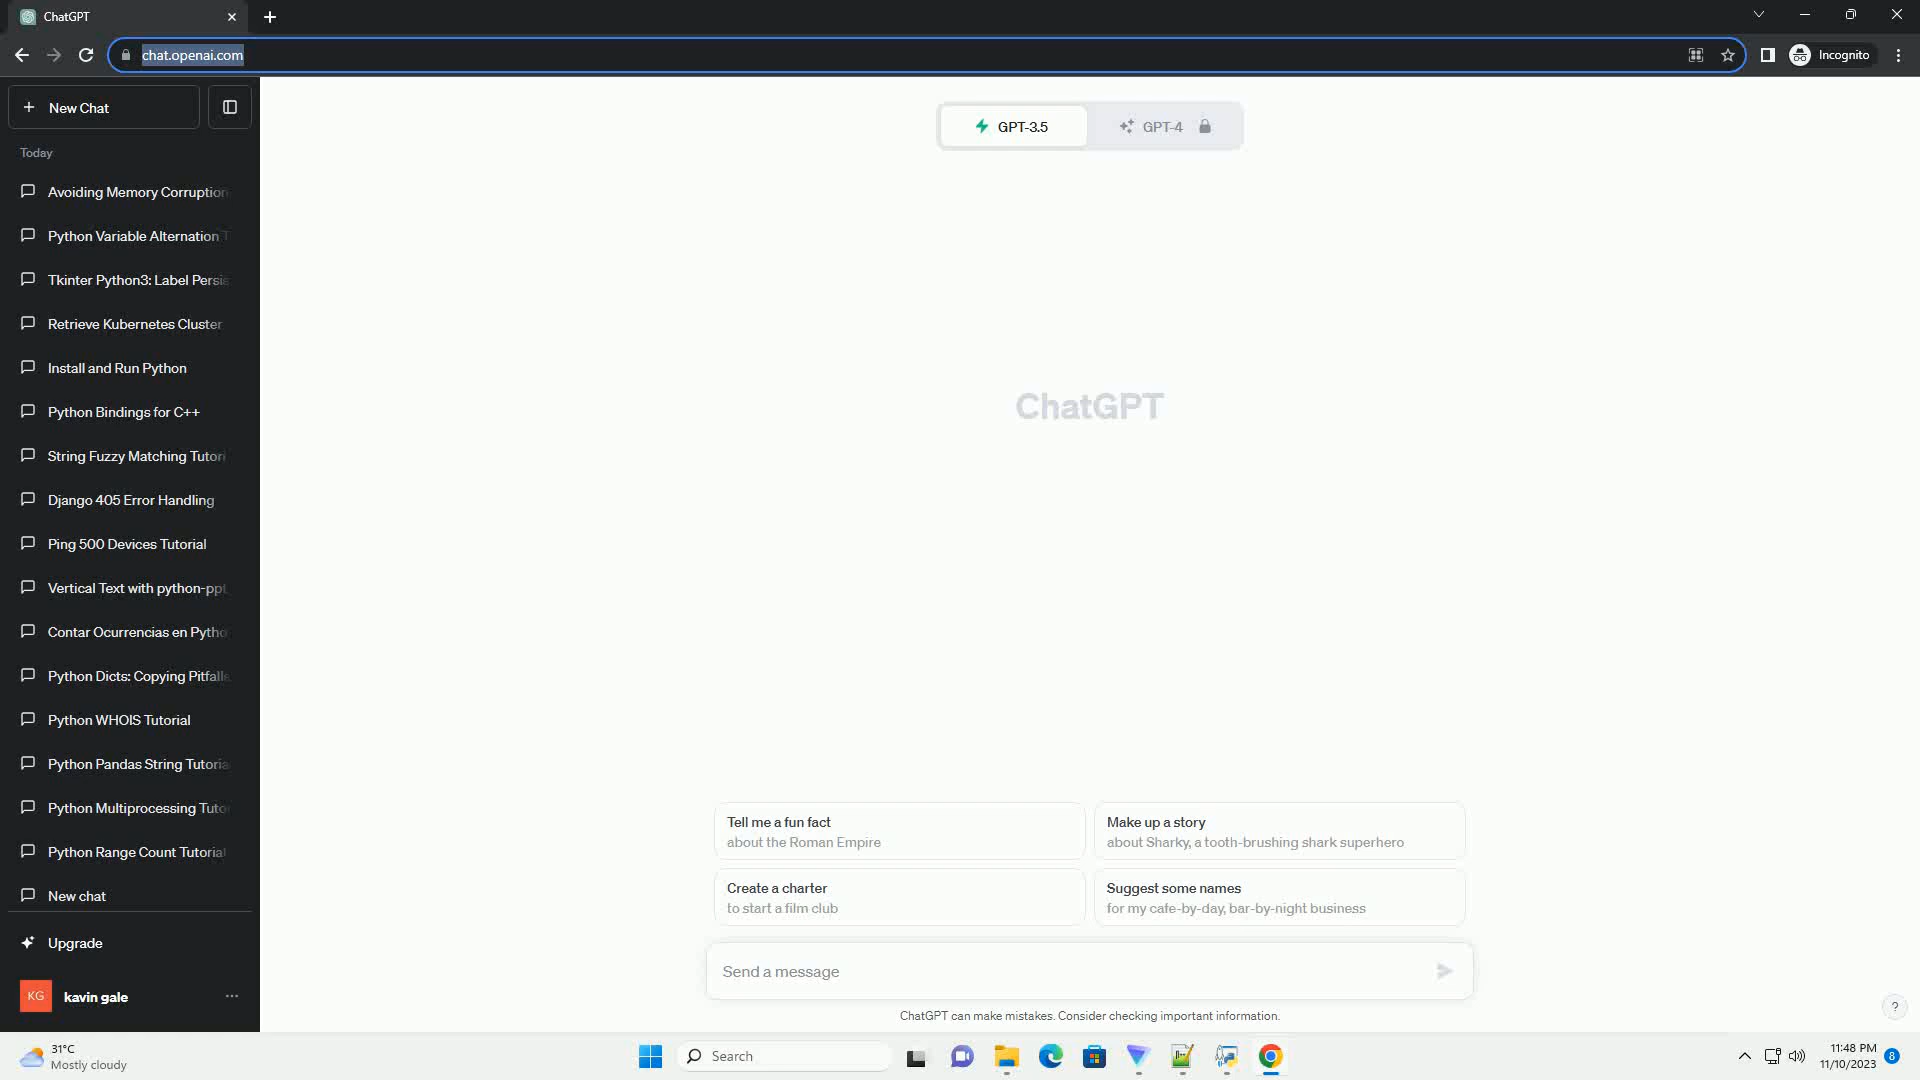 ChatGPT
chat.openai.com
Incognito
New Chat
GPT-3.5
GPT-4
Today
Avoiding Memory Corruption
Python Variable Alternation T
Tkinter Python3: Label Persis
Retrieve Kubernetes Cluster
Install and Run Python
Python Bindings for C++
String Fuzzy Matching Tutori
Django 405 Error Handling
Ping 500 Devices Tutorial
Vertical Text with python-ppt
Contar Ocurrencias en Pytho
Python Dicts: Copying Pitfalls
Python WHOIS Tutorial
Python Pandas String Tutoria
Python Multiprocessing Tuto
Python Range Count Tutorial
New chat
Upgrade
KG
kavin gale
ChatGPT
Tell me a fun fact
about the Roman Empire
Make up a story
about Sharky, a tooth-brushing shark superhero
Create a charter
to start a film club
Suggest some names
for my cafe-by-day, bar-by-night business
Send a message
ChatGPT can make mistakes. Consider checking important information.
?
31°C
Mostly cloudy
Search
11:48 PM
11/10/2023
8